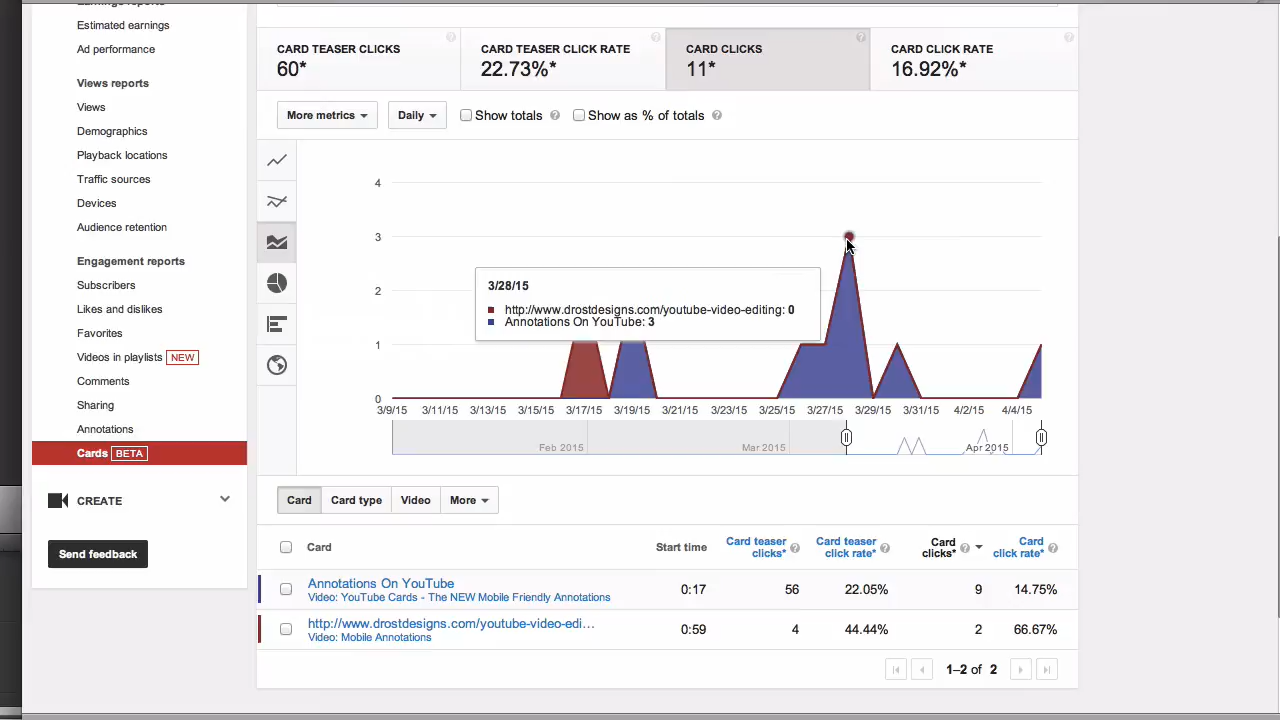 Earnings reports
Estimated earnings
Ad performance
Views reports
Views
Demographics
Playback locations
Traffic sources
Devices
Audience retention
Engagement reports
Subscribers
Likes and dislikes
Favorites
Videos in playlists NEW
Comments
Sharing
Annotations
Cards BETA
CREATE
Send feedback
CARD TEASER CLICKS
60*
CARD TEASER CLICK RATE
22.73%*
CARD CLICKS
11*
CARD CLICK RATE
16.92%*
More metrics
Daily
Show totals
Show as % of totals
4
3
2
1
0
3/28/15
http://www.drostdesigns.com/youtube-video-editing: 0
Annotations On YouTube: 3
3/9/15 3/11/15 3/13/15 3/15/15 3/17/15 3/19/15 3/21/15 3/23/15 3/25/15 3/27/15 3/29/15 3/31/15 4/2/15 4/4/15
Feb 2015 Mar 2015 Apr 2015
Card Card type Video More
Card
Start time
Card teaser
clicks*
Card teaser
click rate*
Card
clicks*
Card
click rate*
Annotations On YouTube
Video: YouTube Cards - The NEW Mobile Friendly Annotations
0:17 56 22.05% 9 14.75%
http://www.drostdesigns.com/youtube-video-edi...
Video: Mobile Annotations
0:59 4 44.44% 2 66.67%
1–2 of 2